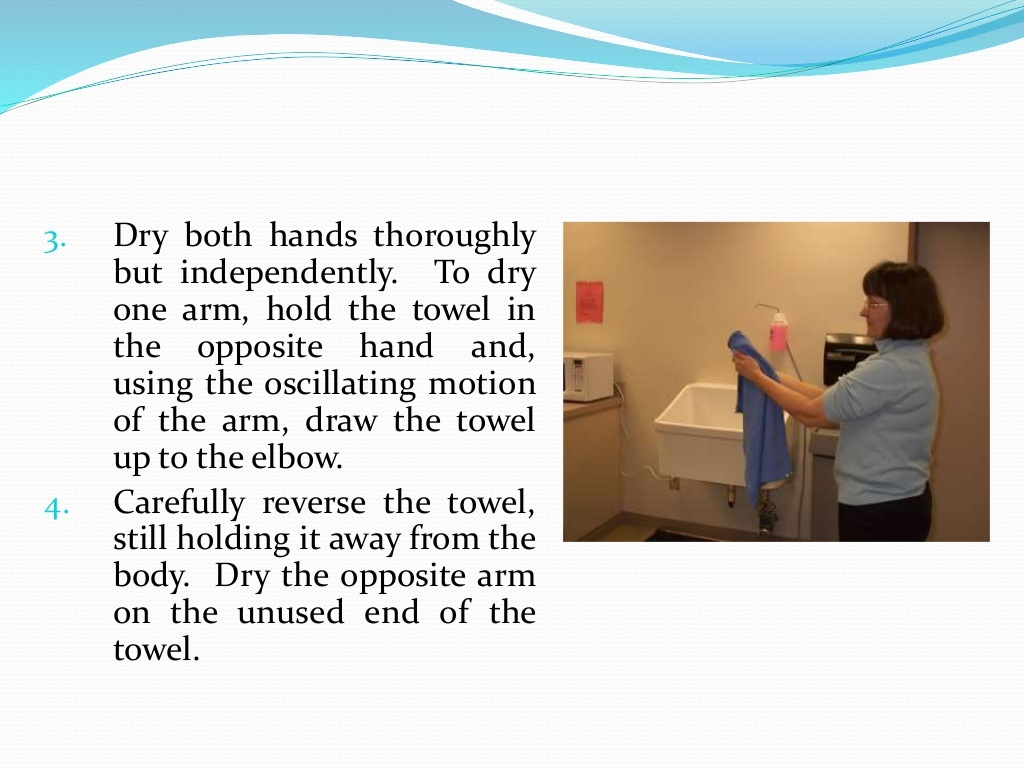 3. Dry both hands thoroughly
but independently. To dry
one arm, hold the towel in
the opposite hand and,
using the oscillating motion
of the arm, draw the towel
up to the elbow.
4. Carefully reverse the towel,
still holding it away from the
body. Dry the opposite arm
on the unused end of the
towel.